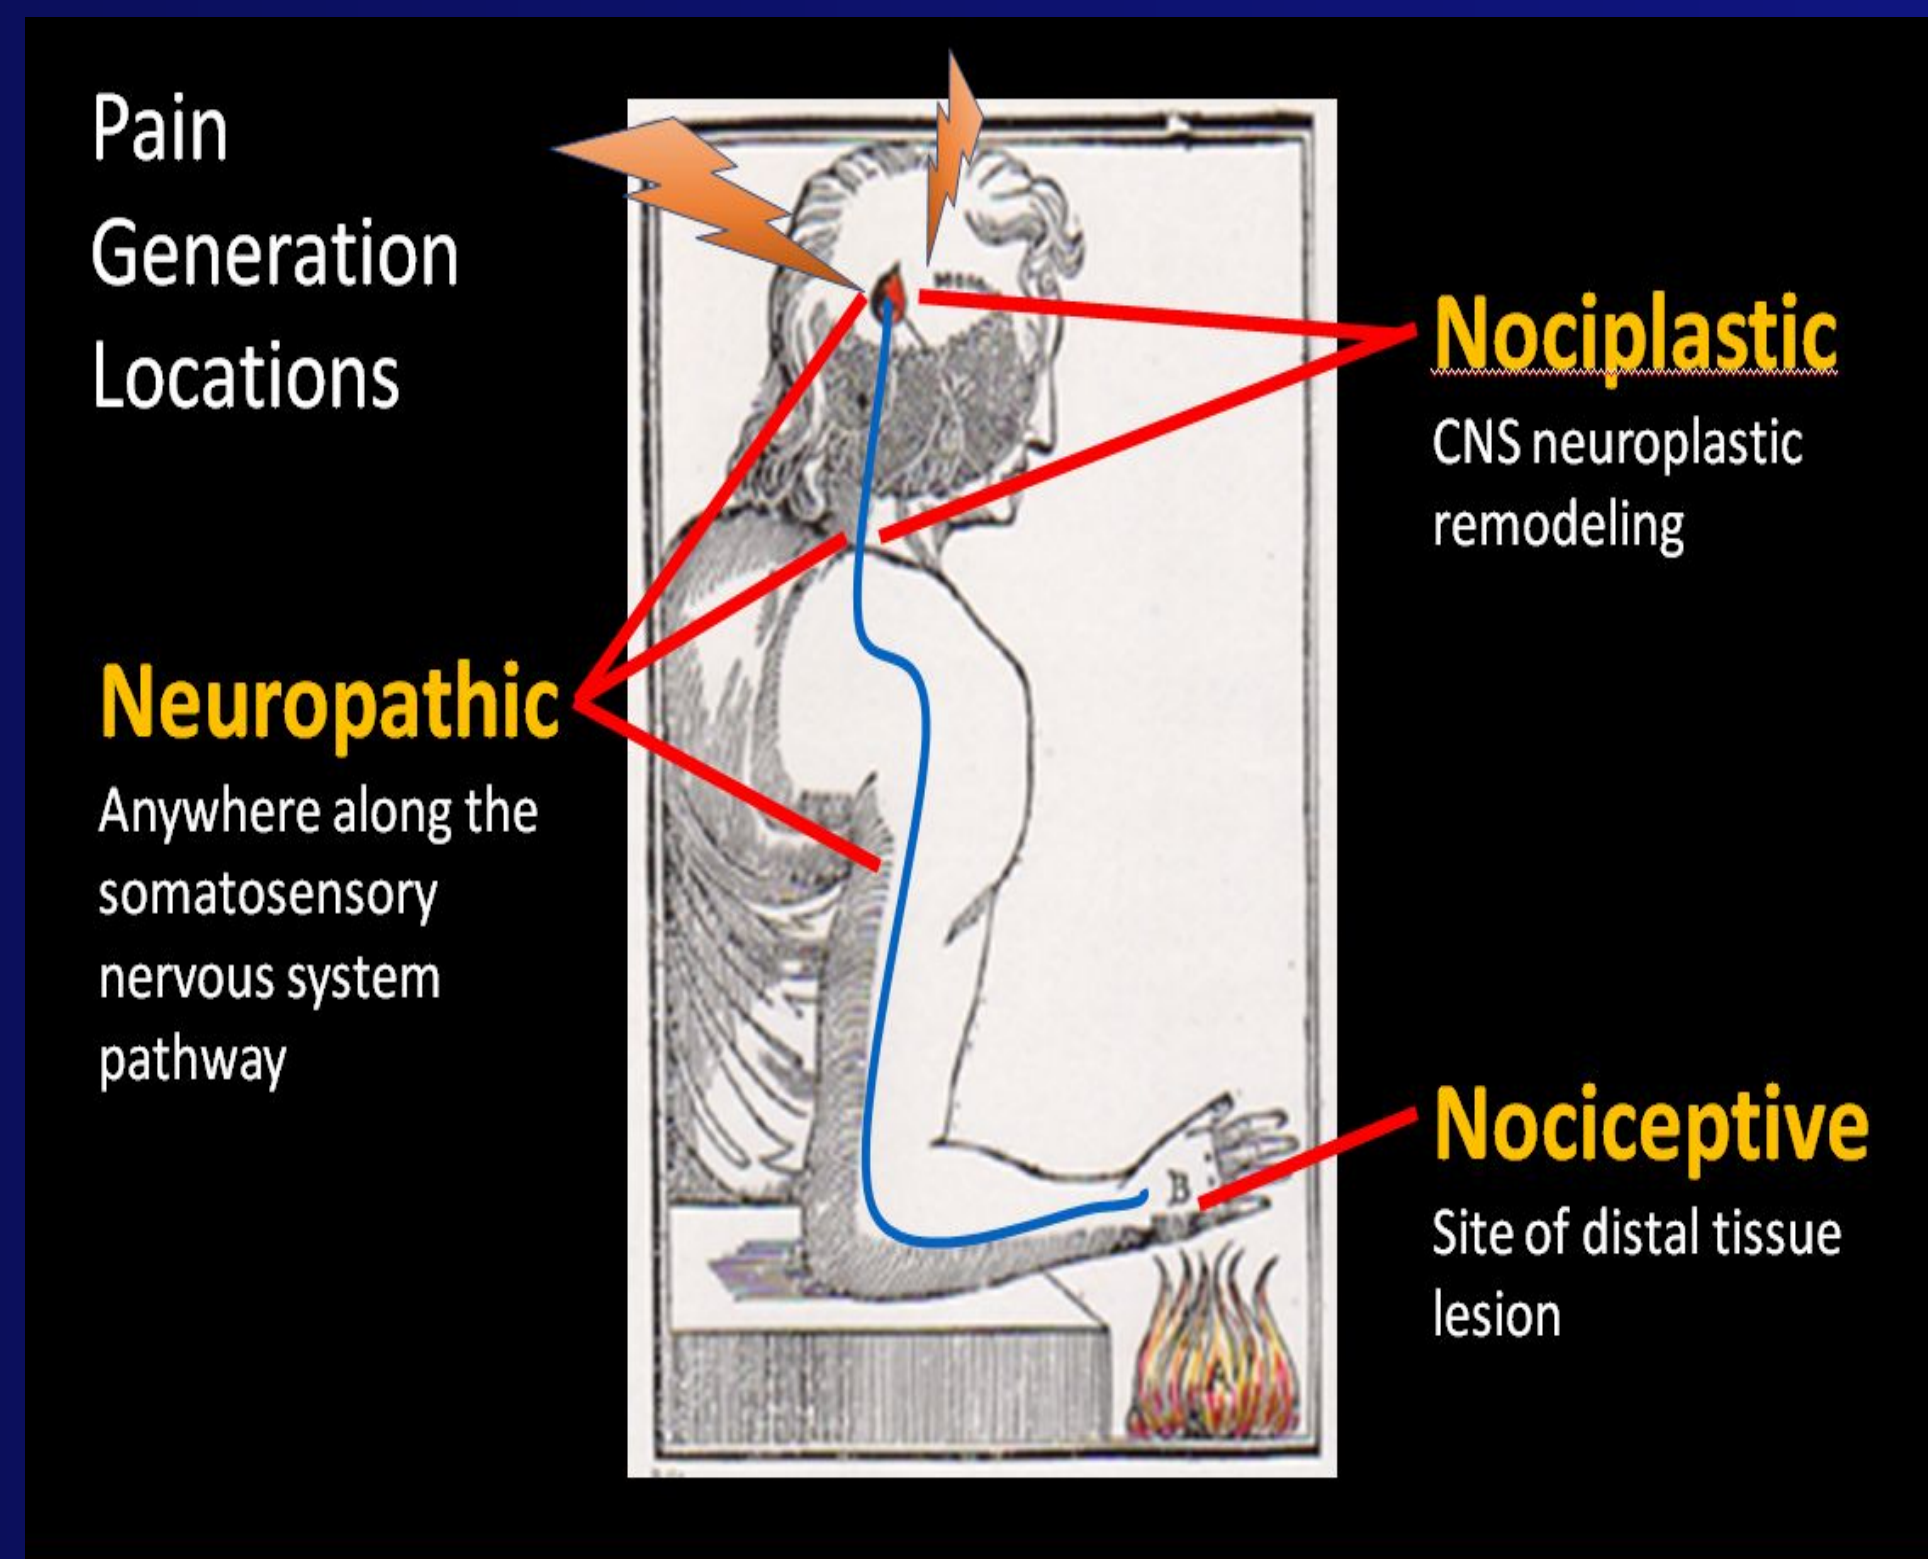 Pain
Generation
Locations
Nociplastic
CNS neuroplastic
remodeling
Neuropathic
Anywhere along the
somatosensory
nervous system
pathway
Nociceptive
Site of distal tissue
lesion
B
A